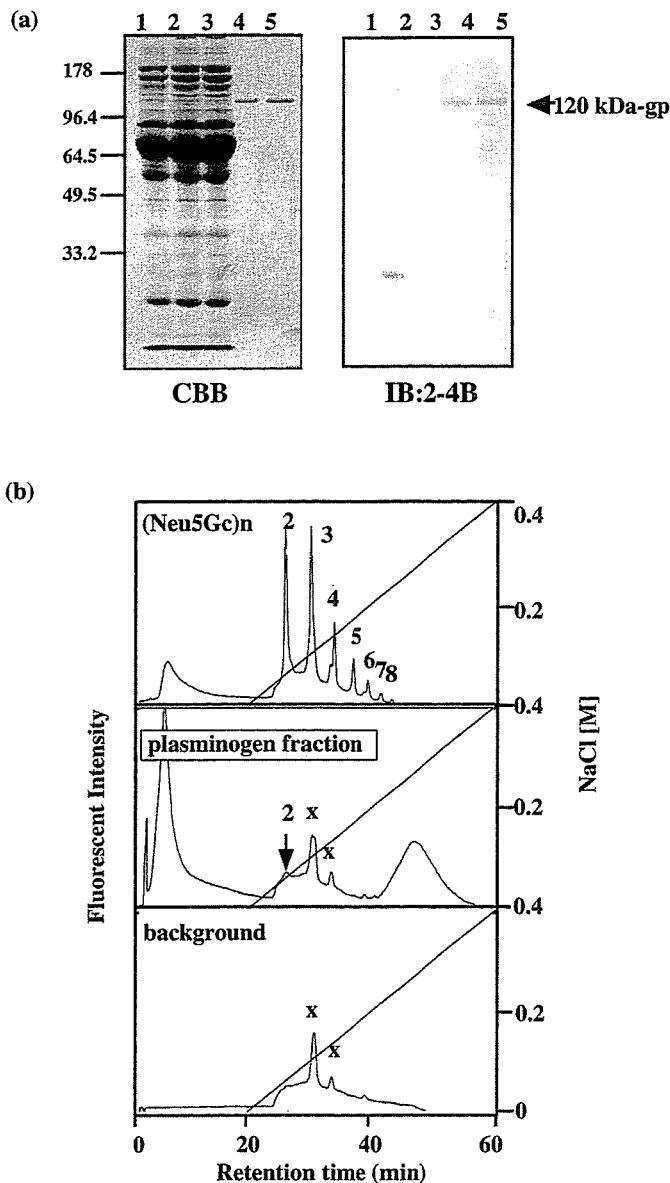 (a)
1 2 3 4 5
1 2 3 4 5
178
96.4
64.5
49.5
33.2
120 kDa-gp
CBB
IB:2-4B
(b)
(Neu5Gc)n
2
3
4
5
6
7
8
0.4
0.2
0.4
plasminogen fraction
2
x
x
0.2
0.4
background
x
x
0.2
0
Fluorescent Intensity
NaCl [M]
0 20 40 60
Retention time (min)